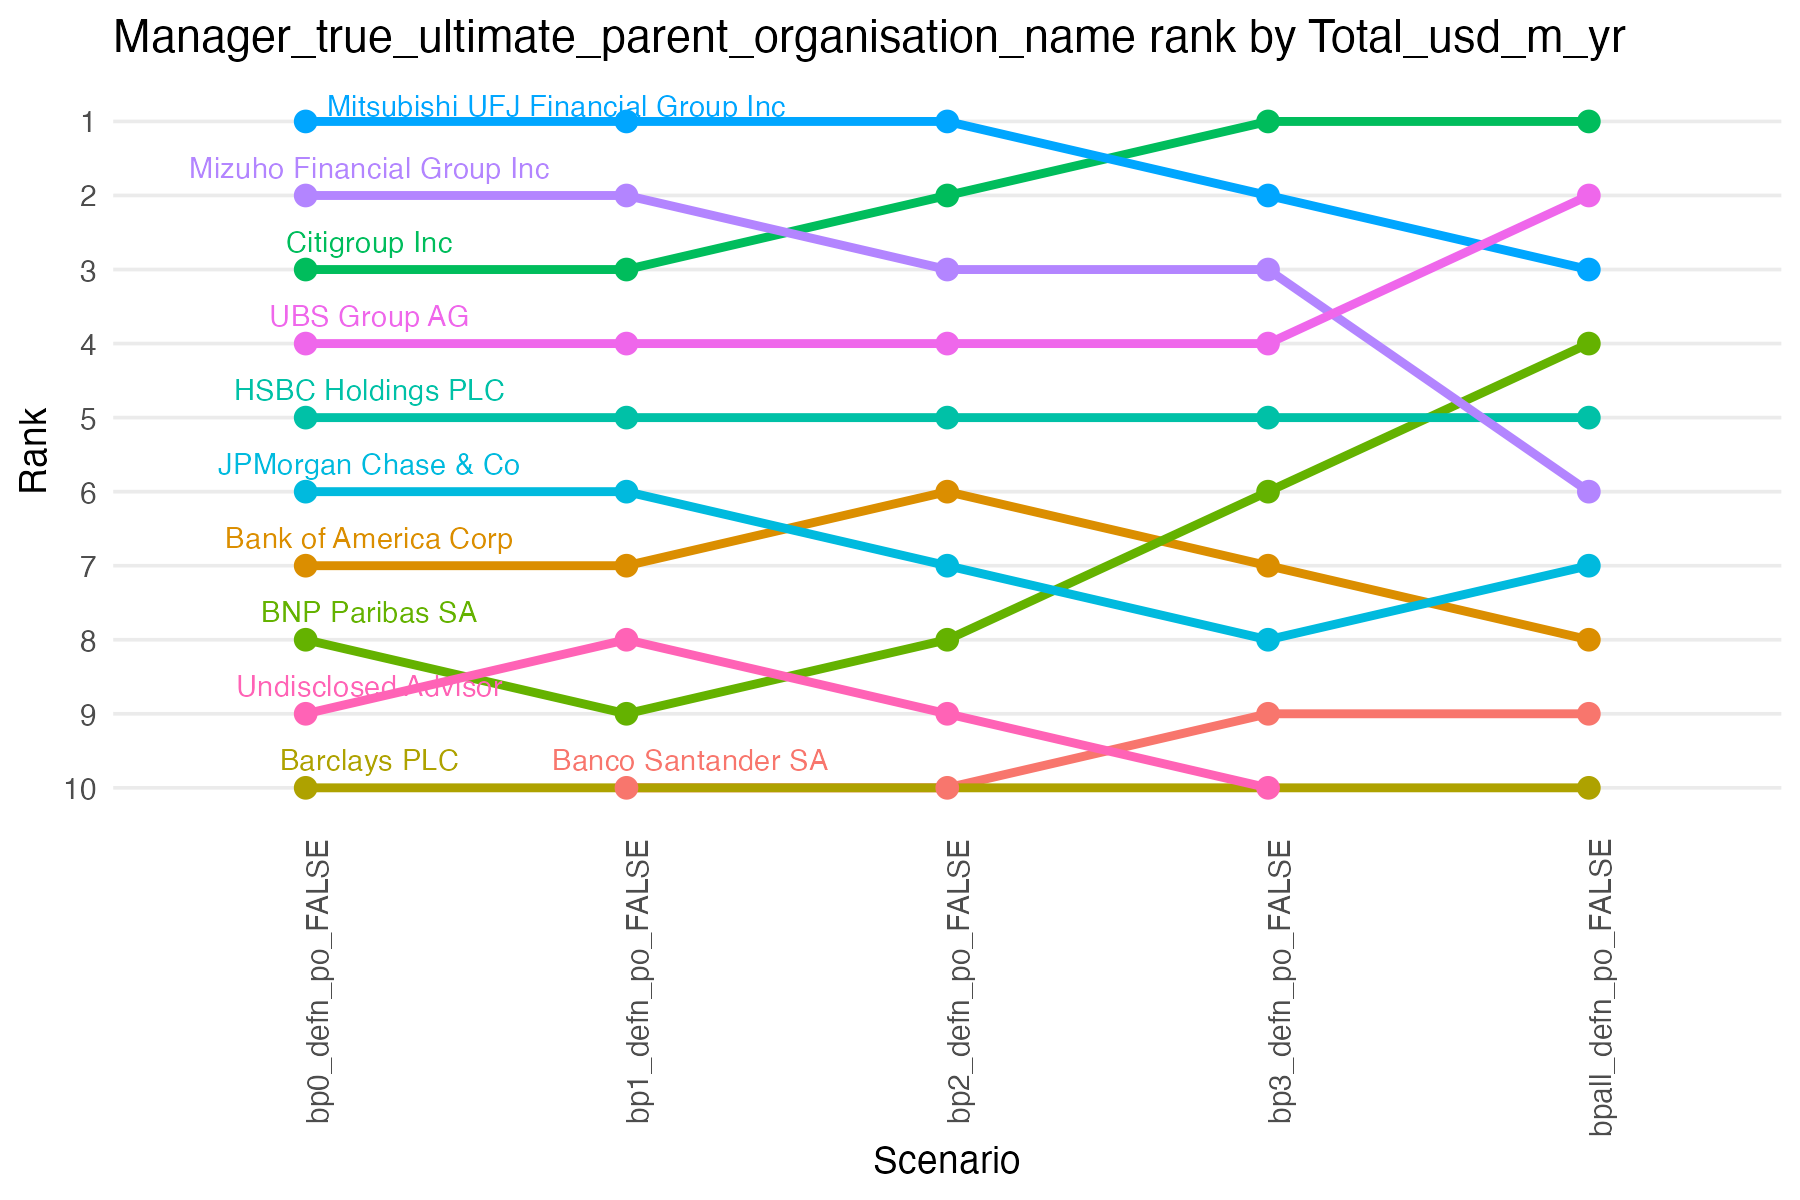 Manager_true_ultimate_parent_organisation_name rank by Total_usd_m_yr
Rank
1
2
3
4
5
6
7
8
9
10
Mitsubishi UFJ Financial Group Inc
Mizuho Financial Group Inc
Citigroup Inc
UBS Group AG
HSBC Holdings PLC
JPMorgan Chase & Co
Bank of America Corp
BNP Paribas SA
Undisclosed Advisor
Barclays PLC
Banco Santander SA
bp0_defn_po_FALSE
bp1_defn_po_FALSE
bp2_defn_po_FALSE
bp3_defn_po_FALSE
bpall_defn_po_FALSE
Scenario